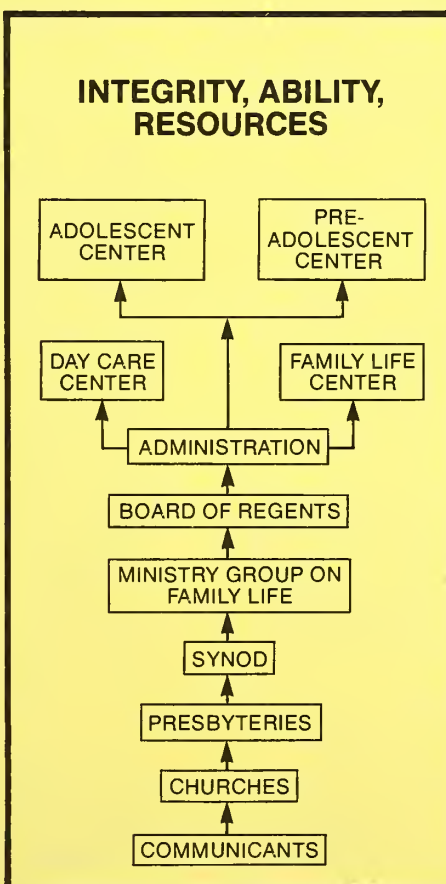 INTEGRITY, ABILITY,
RESOURCES
ADOLESCENT
CENTER
PRE-
ADOLESCENT
CENTER
DAY CARE
CENTER
FAMILY LIFE
CENTER
ADMINISTRATION
BOARD OF REGENTS
MINISTRY GROUP ON
FAMILY LIFE
SYNOD
PRESBYTERIES
CHURCHES
COMMUNICANTS